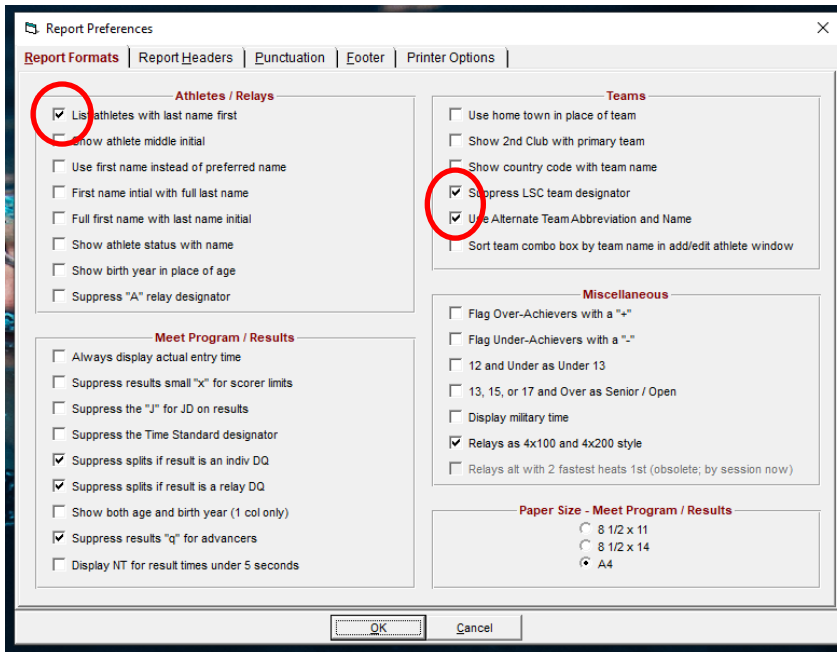 Report Preferences
Report Formats
Report Headers
Punctuation
Footer
Printer Options
Athletes / Relays
List athletes with last name first
Show athlete middle initial
Use first name instead of preferred name
First name intial with full last name
Full first name with last name initial
Show athlete status with name
Show birth year in place of age
Suppress "A" relay designator
Meet Program / Results
Always display actual entry time
Suppress results small "x" for scorer limits
Suppress the "J" for JD on results
Suppress the Time Standard designator
Suppress splits if result is an indiv DQ
Suppress splits if result is a relay DQ
Show both age and birth year (1 col only)
Suppress results "q" for advancers
Display NT for result times under 5 seconds
Teams
Use home town in place of team
Show 2nd Club with primary team
Show country code with team name
Suppress LSC team designator
Use Alternate Team Abbreviation and Name
Sort team combo box by team name in add/edit athlete window
Miscellaneous
Flag Over-Achievers with a "+"
Flag Under-Achievers with a "-"
12 and Under as Under 13
13, 15, or 17 and Over as Senior / Open
Display military time
Relays as 4x100 and 4x200 style
Relays alt with 2 fastest heats 1st (obsolete; by session now)
Paper Size - Meet Program / Results
8 1/2 x 11
8 1/2 x 14
A4
OK
Cancel